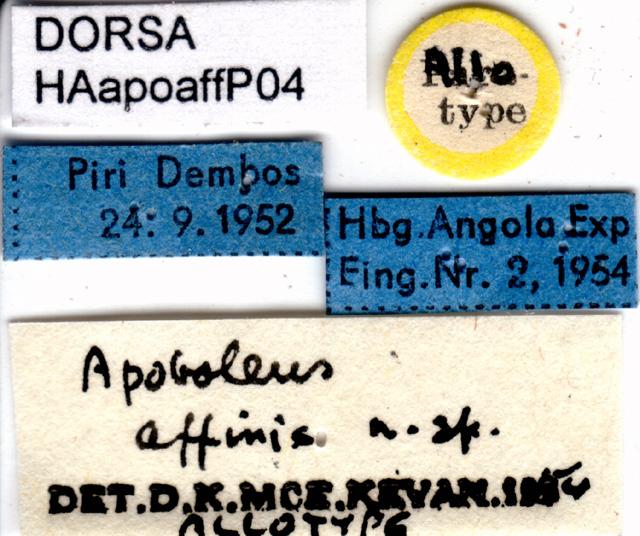 DORSA
HAapoaffP04
Allo-
type
Piri Dembos
24. 9. 1952
Hbg. Angola Exp
Eing. Nr. 2, 1954
Apoboleus
affinis n. sp.
DET. D. K. MCE. KEVAN. 1954
ALLOTYPE